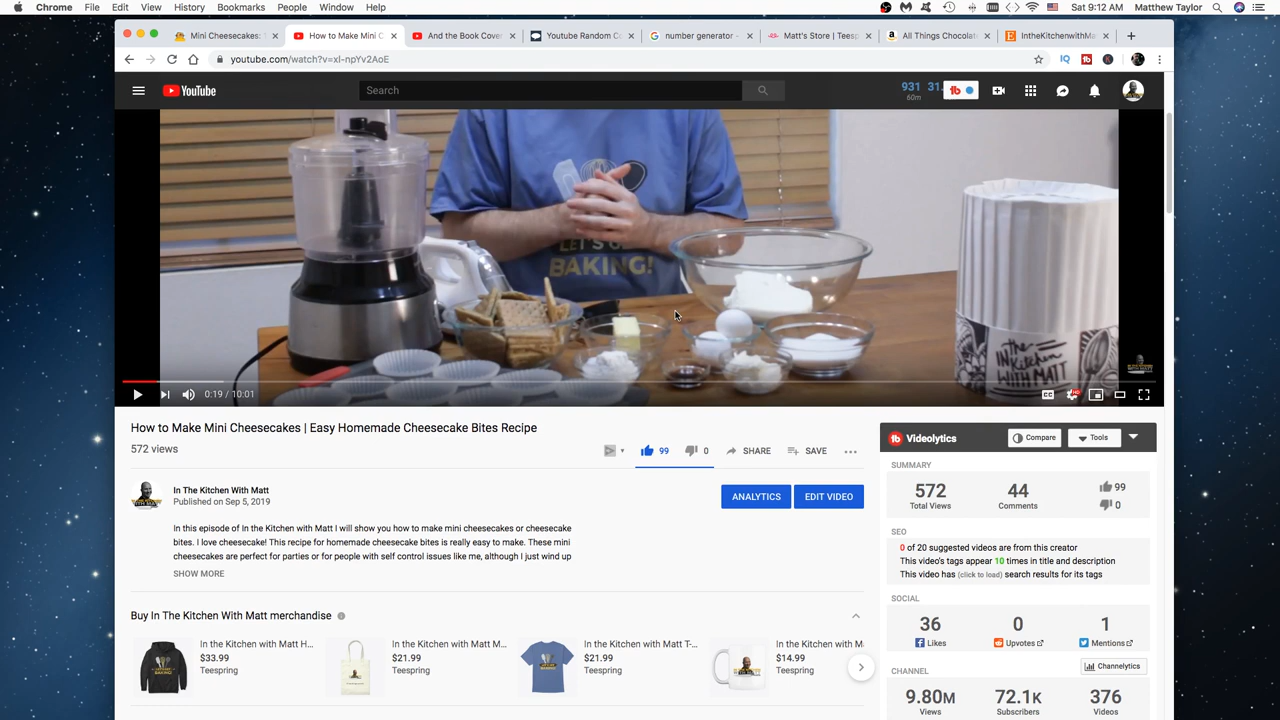 Chrome File Edit View History Bookmarks People Window Help Sat 9:12 AM Matthew Taylor
Mini Cheesecakes: How to Make Mini C And the Book Cover Youtube Random Co number generator - Matt's Store | Teesp All Things Chocolat IntheKitchenwithMa
youtube.com/watch?v=xI-npYv2AoE
YouTube Search 931 31. tb
60m
LET'S G
BAKING!
the
IN Kitchen
WITH MATT
0:19 / 10:01 CC HD
How to Make Mini Cheesecakes | Easy Homemade Cheesecake Bites Recipe
572 views 99 0 SHARE SAVE
In The Kitchen With Matt
Published on Sep 5, 2019
ANALYTICS EDIT VIDEO
In this episode of In the Kitchen with Matt I will show you how to make mini cheesecakes or cheesecake
bites. I love cheesecake! This recipe for homemade cheesecake bites is really easy to make. These mini
cheesecakes are perfect for parties or for people with self control issues like me, although I just wind up
SHOW MORE
Buy In The Kitchen With Matt merchandise
In the Kitchen with Matt H... In the Kitchen with Matt M... In the Kitchen with Matt T-... In the Kitchen with M
$33.99 $21.99 $21.99 $14.99
Teespring Teespring Teespring Teespring
tb Videolytics Compare Tools
SUMMARY
572 44 99
Total Views Comments 0
SEO
0 of 20 suggested videos are from this creator
This video's tags appear 10 times in title and description
This video has (click to load) search results for its tags
SOCIAL
36 0 1
Likes Upvotes Mentions
CHANNEL Channelytics
9.80M 72.1K 376
Views Subscribers Videos